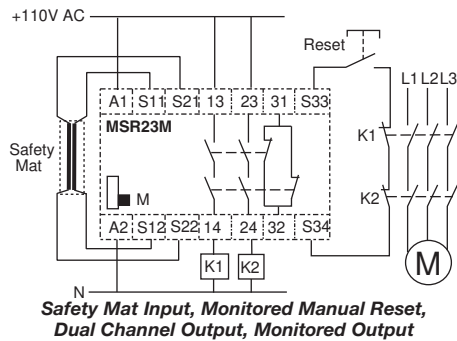 +110V AC
Reset
L1 L2 L3
A1 S11 S21 13 23 31 S33
MSR23M
K1
Safety
Mat
M
K2
A2 S12 S22 14 24 32 S34
K1 K2
M
N
Safety Mat Input, Monitored Manual Reset,
Dual Channel Output, Monitored Output